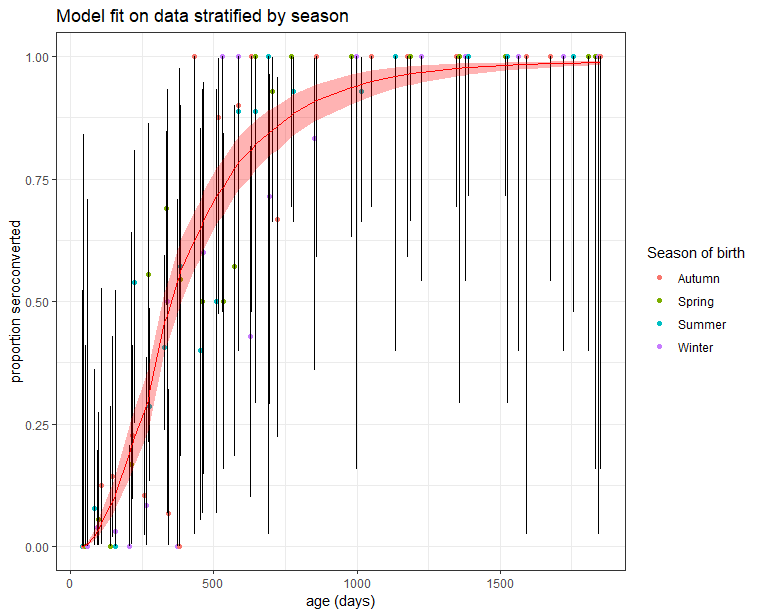 Model fit on data stratified by season
1.00
0.75
0.50
0.25
0.00
proportion seroconverted
0
500
1000
1500
age (days)
Season of birth
Autumn
Spring
Summer
Winter